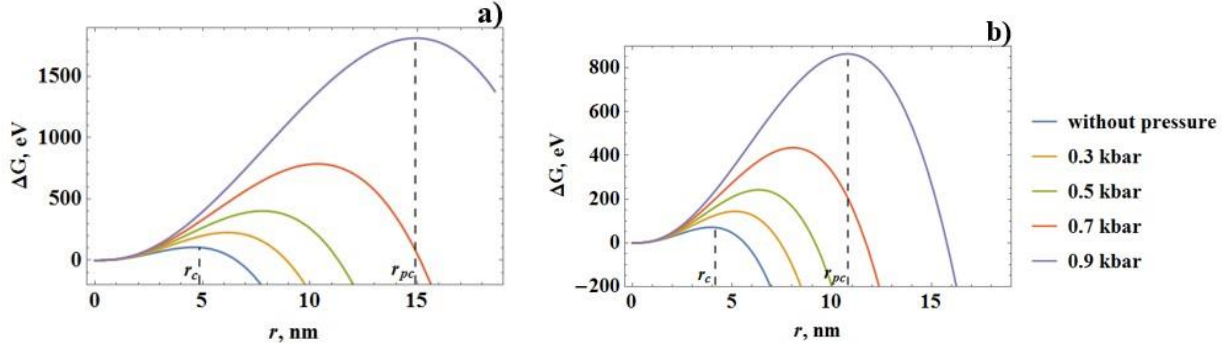 a)
1500
1000
500
0
ΔG, eV
r_c
r_pc
0 5 10 15
r, nm
b)
800
600
400
200
0
−200
ΔG, eV
r_c
r_pc
0 5 10 15
r, nm
without pressure
0.3 kbar
0.5 kbar
0.7 kbar
0.9 kbar